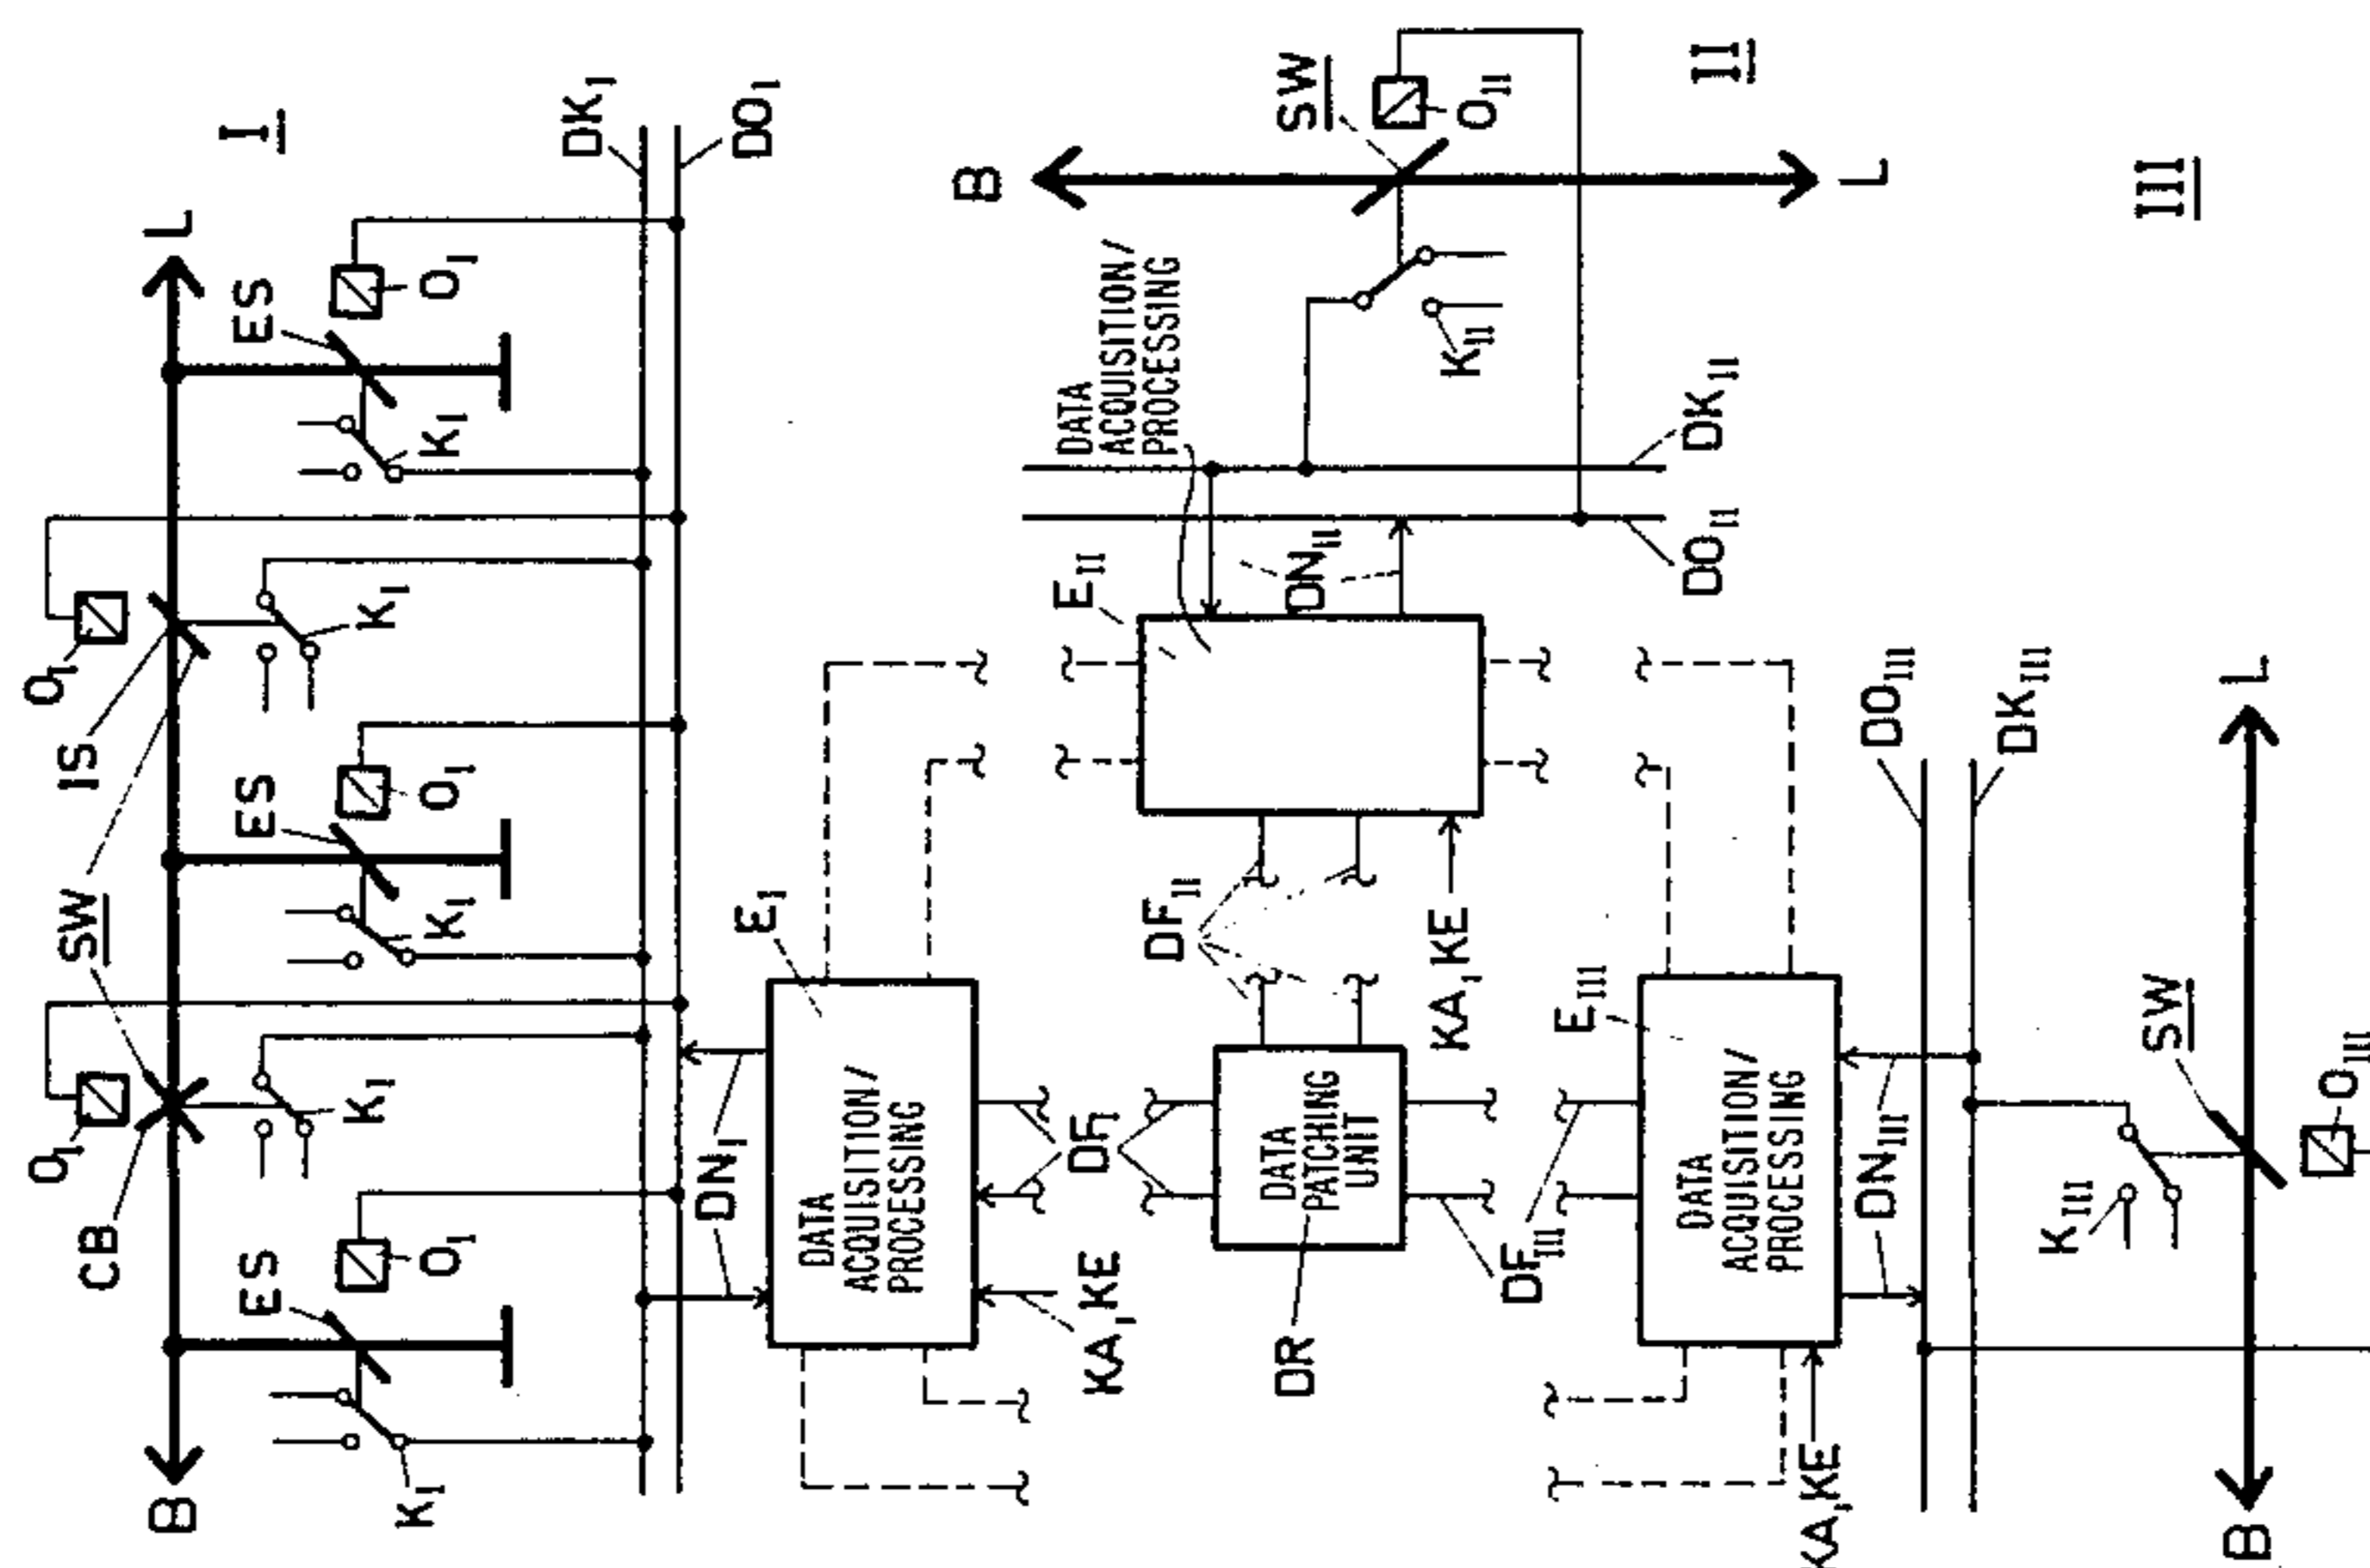 I
B
L
K_I
ES
O_I
CB
O_I
K_I
SW
K_I
ES
O_I
IS
O_I
K_I
K_I
ES
O_I
DK_I
DO_I
DN_I
E_I
DATA
ACQUISITION/
PROCESSING
KA, KE
DF_I
DR
DATA
PATCHING
UNIT
DF_II
DF_III
II
B
L
SW
O_II
K_II
DATA
ACQUISITION/
PROCESSING
DK_II
DO_II
DN_II
E_II
KA, KE
III
E_III
DATA
ACQUISITION/
PROCESSING
KA, KE
DN_III
DO_III
DK_III
K_III
SW
O_III
B
L